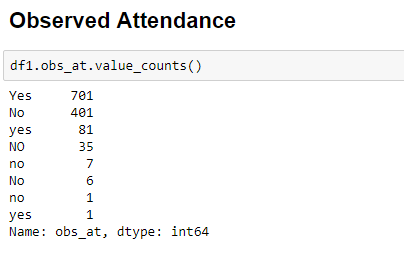 Observed Attendance
df1.obs_at.value_counts()
Yes 701
No 401
yes 81
NO 35
no 7
No 6
no 1
yes 1
Name: obs_at, dtype: int64